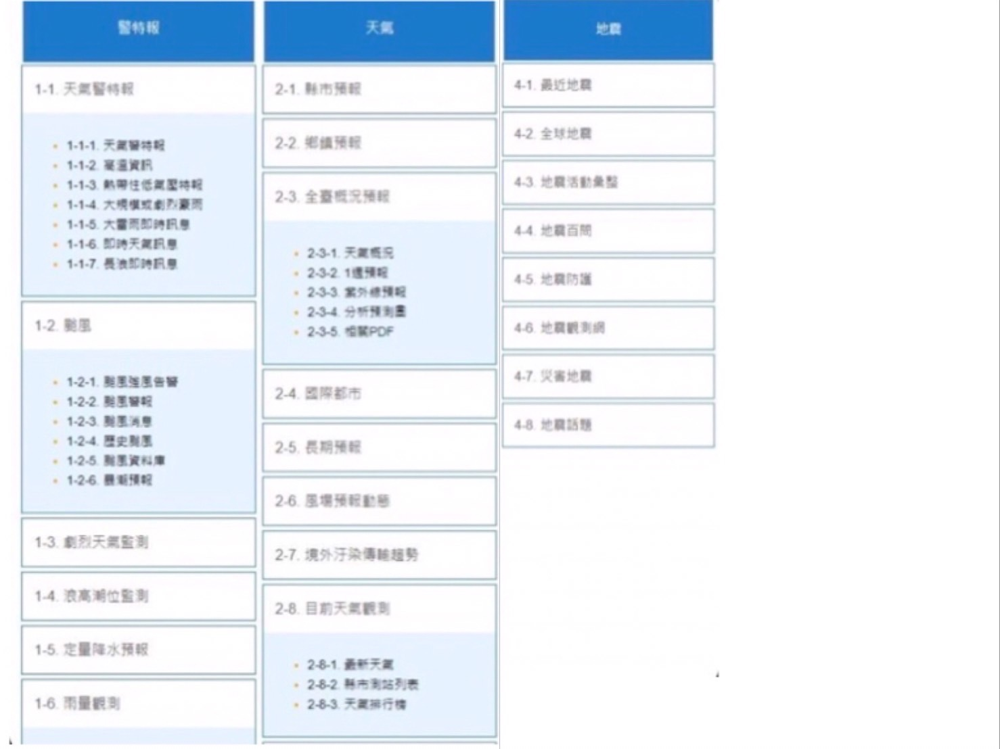 警特報
1-1. 天氣警特報
1-1-1. 天氣警特報
1-1-2. 高溫資訊
1-1-3. 熱帶性低氣壓特報
1-1-4. 大規模或劇烈豪雨
1-1-5. 大雷雨即時訊息
1-1-6. 即時天氣訊息
1-1-7. 長浪即時訊息
1-2. 颱風
1-2-1. 颱風強風告警
1-2-2. 颱風警報
1-2-3. 颱風消息
1-2-4. 歷史颱風
1-2-5. 颱風資料庫
1-2-6. 暴潮預報
1-3. 劇烈天氣監測
1-4. 浪高潮位監測
1-5. 定量降水預報
1-6. 雨量觀測
天氣
2-1. 縣市預報
2-2. 鄉鎮預報
2-3. 全臺概況預報
2-3-1. 天氣概況
2-3-2. 1週預報
2-3-3. 紫外線預報
2-3-4. 分析預測圖
2-3-5. 相關PDF
2-4. 國際都市
2-5. 長期預報
2-6. 風場預報動態
2-7. 境外汙染傳輸趨勢
2-8. 目前天氣觀測
2-8-1. 最新天氣
2-8-2. 縣市測站列表
2-8-3. 天氣排行榜
地震
4-1. 最近地震
4-2. 全球地震
4-3. 地震活動彙整
4-4. 地震百問
4-5. 地震防護
4-6. 地震觀測網
4-7. 災害地震
4-8. 地震話題